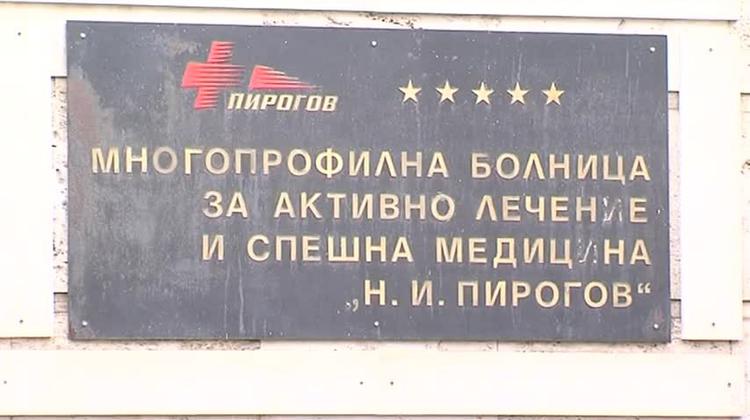 ПИРОГОВ
МНОГОПРОФИЛНА БОЛНИЦА
ЗА АКТИВНО ЛЕЧЕНИЕ
И СПЕШНА МЕДИЦИНА
„Н. И. ПИРОГОВ“